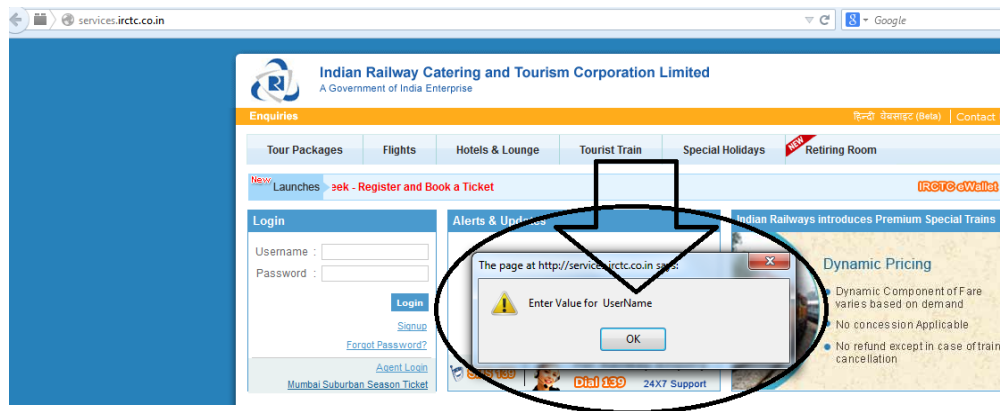 services.irctc.co.in
Google
Indian Railway Catering and Tourism Corporation Limited
A Government of India Enterprise
Enquiries
हिन्दी वेबसाइट (Beta) | Contact
Tour Packages Flights Hotels & Lounge Tourist Train Special Holidays NEW Retiring Room
New Launches eek - Register and Book a Ticket IRCTC eWallet
Login
Username :
Password :
Login
Signup
Forgot Password?
Agent Login
Mumbai Suburban Season Ticket
Alerts & Updates
The page at http://services.irctc.co.in says:
Enter Value for UserName
OK
139
Dial 139 24X7 Support
Indian Railways introduces Premium Special Trains
Dynamic Pricing
Dynamic Component of Fare
varies based on demand
No concession Applicable
No refund except in case of train
cancellation